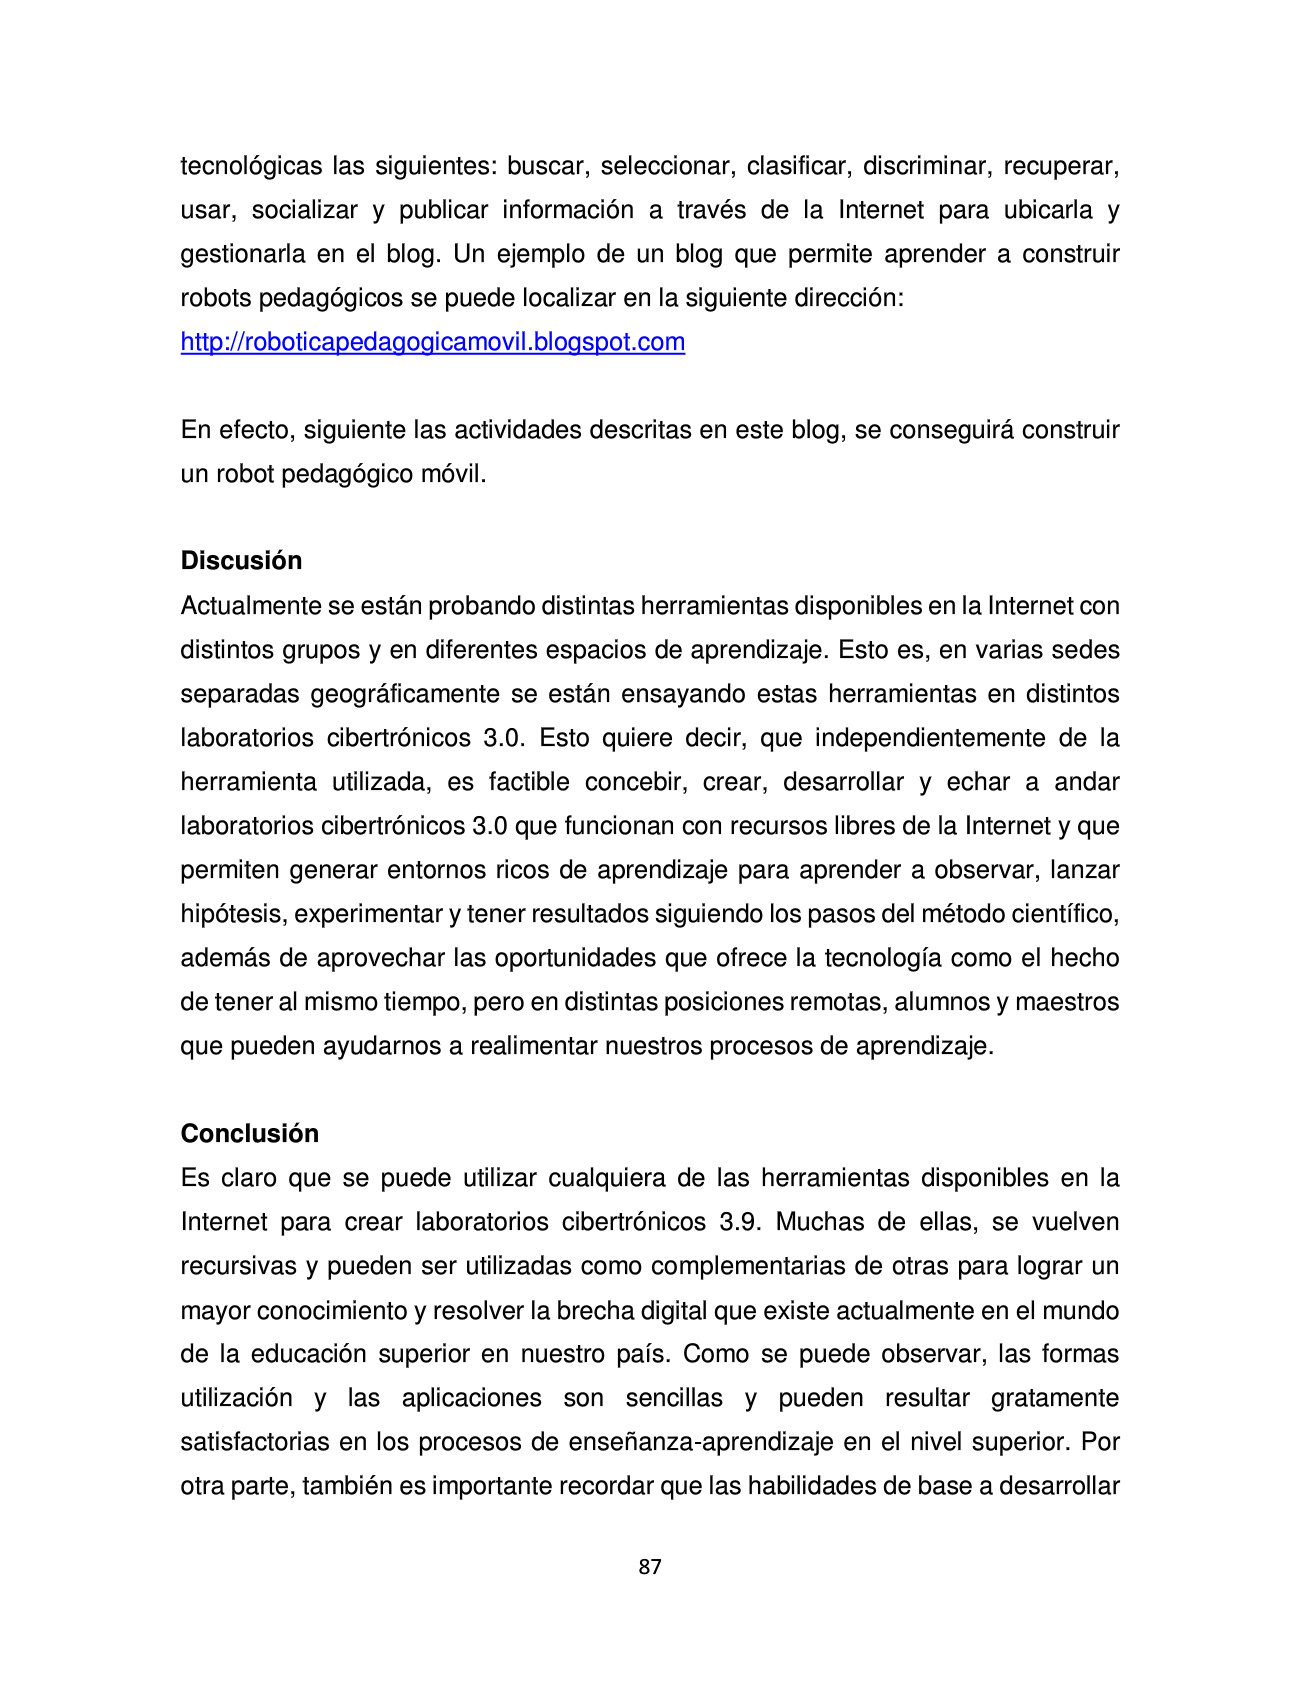 tecnológicas las siguientes: buscar, seleccionar, clasificar, discriminar, recuperar,
usar, socializar y publicar información a través de la Internet para ubicarla y
gestionarla en el blog. Un ejemplo de un blog que permite aprender a construir
robots pedagógicos se puede localizar en la siguiente dirección:
http://roboticapedagogicamovil.blogspot.com
En efecto, siguiente las actividades descritas en este blog, se conseguirá construir
un robot pedagógico móvil.
Discusión
Actualmente se están probando distintas herramientas disponibles en la Internet con
distintos grupos y en diferentes espacios de aprendizaje. Esto es, en varias sedes
separadas geográficamente se están ensayando estas herramientas en distintos
laboratorios cibertrónicos 3.0. Esto quiere decir, que independientemente de la
herramienta utilizada, es factible concebir, crear, desarrollar y echar a andar
laboratorios cibertrónicos 3.0 que funcionan con recursos libres de la Internet y que
permiten generar entornos ricos de aprendizaje para aprender a observar, lanzar
hipótesis, experimentar y tener resultados siguiendo los pasos del método científico,
además de aprovechar las oportunidades que ofrece la tecnología como el hecho
de tener al mismo tiempo, pero en distintas posiciones remotas, alumnos y maestros
que pueden ayudarnos a realimentar nuestros procesos de aprendizaje.
Conclusión
Es claro que se puede utilizar cualquiera de las herramientas disponibles en la
Internet para crear laboratorios cibertrónicos 3.9. Muchas de ellas, se vuelven
recursivas y pueden ser utilizadas como complementarias de otras para lograr un
mayor conocimiento y resolver la brecha digital que existe actualmente en el mundo
de la educación superior en nuestro país. Como se puede observar, las formas
utilización y las aplicaciones son sencillas y pueden resultar gratamente
satisfactorias en los procesos de enseñanza-aprendizaje en el nivel superior. Por
otra parte, también es importante recordar que las habilidades de base a desarrollar
87